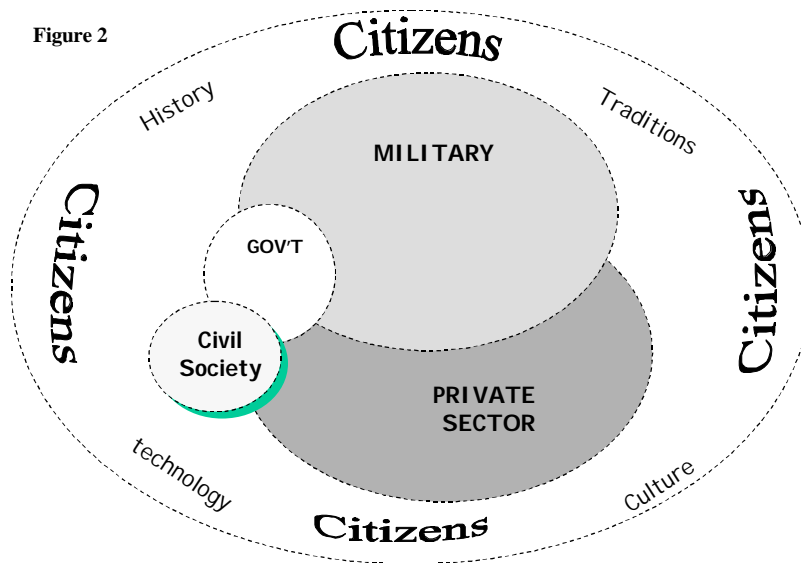 Figure 2
Citizens
History
Traditions
MILITARY
Citizens
GOV'T
Citizens
Civil
Society
PRIVATE
SECTOR
technology
Culture
Citizens